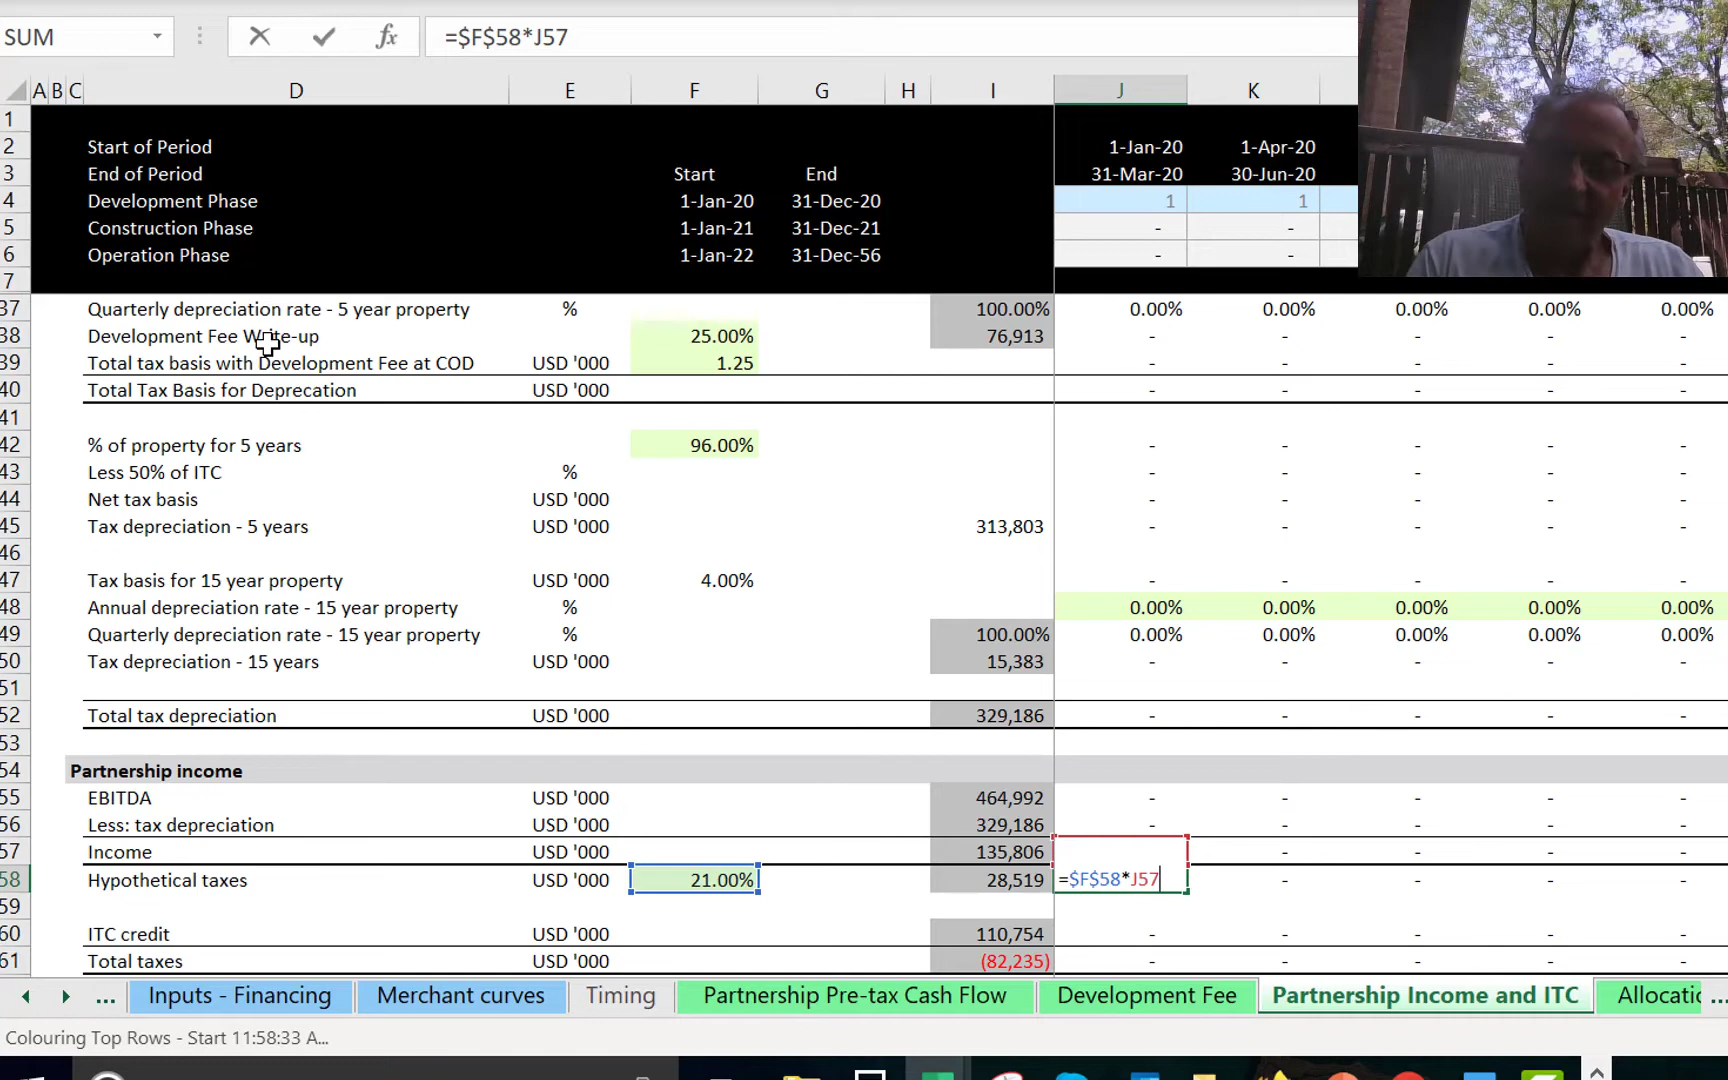 SUM =$F$58*J57
A B C D E F G H I J K
1
2 Start of Period 1-Jan-20 1-Apr-20
3 End of Period Start End 31-Mar-20 30-Jun-20
4 Development Phase 1-Jan-20 31-Dec-20 1 1
5 Construction Phase 1-Jan-21 31-Dec-21 - -
6 Operation Phase 1-Jan-22 31-Dec-56 - -
7
37 Quarterly depreciation rate - 5 year property % 100.00% 0.00% 0.00% 0.00% 0.00% 0.00%
38 Development Fee Write-up 25.00% 76,913 - - - - -
39 Total tax basis with Development Fee at COD USD '000 1.25 - - - - -
40 Total Tax Basis for Deprecation USD '000 - - - - -
41
42 % of property for 5 years 96.00% - - - - -
43 Less 50% of ITC % - - - - -
44 Net tax basis USD '000 - - - - -
45 Tax depreciation - 5 years USD '000 313,803 - - - - -
46
47 Tax basis for 15 year property USD '000 4.00% - - - - -
48 Annual depreciation rate - 15 year property % 0.00% 0.00% 0.00% 0.00% 0.00%
49 Quarterly depreciation rate - 15 year property % 100.00% 0.00% 0.00% 0.00% 0.00% 0.00%
50 Tax depreciation - 15 years USD '000 15,383 - - - - -
51
52 Total tax depreciation USD '000 329,186 - - - - -
53
54 Partnership income
55 EBITDA USD '000 464,992 - - - - -
56 Less: tax depreciation USD '000 329,186 - - - - -
57 Income USD '000 135,806 - - - -
58 Hypothetical taxes USD '000 21.00% 28,519 =$F$58*J57 - - - -
59
60 ITC credit USD '000 110,754 - - - - -
61 Total taxes USD '000 (82,235) - - - - -
... Inputs - Financing Merchant curves Timing Partnership Pre-tax Cash Flow Development Fee Partnership Income and ITC Allocatic ...
Colouring Top Rows - Start 11:58:33 A...